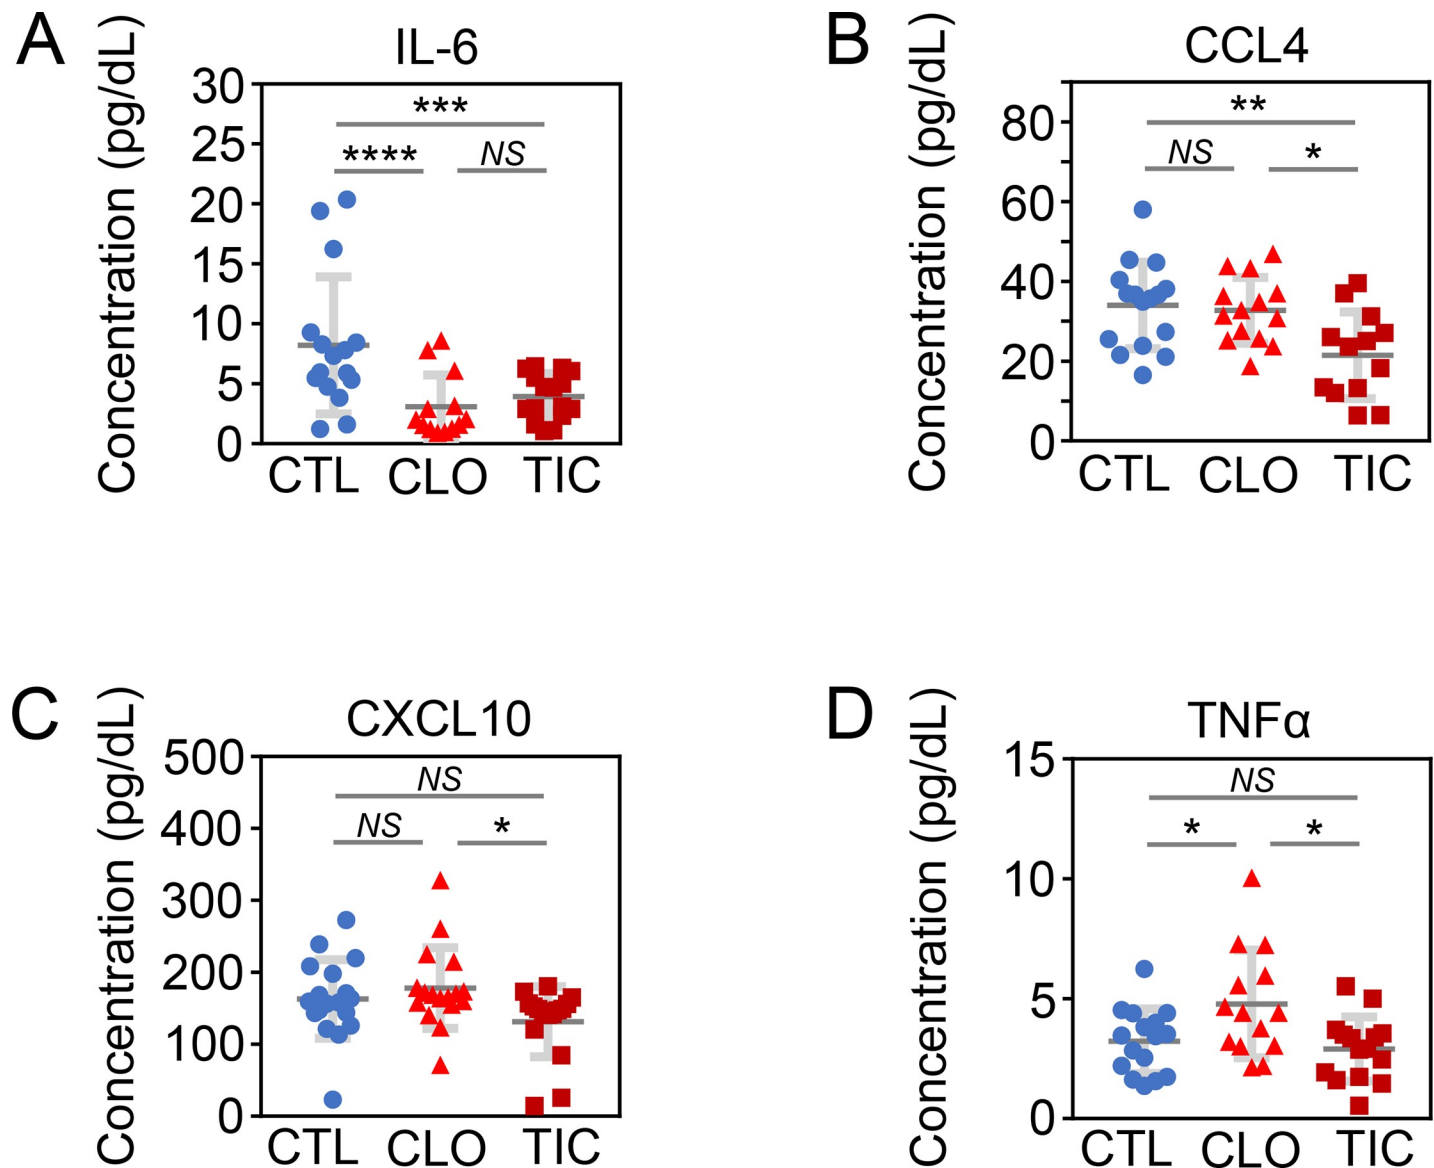 A
IL-6
Concentration (pg/dL)
30
25
20
15
10
5
0
***
****
NS
CTL
CLO
TIC
B
CCL4
Concentration (pg/dL)
80
60
40
20
0
**
NS
*
CTL
CLO
TIC
C
CXCL10
Concentration (pg/dL)
500
400
300
200
100
0
NS
NS
*
CTL
CLO
TIC
D
TNFα
Concentration (pg/dL)
15
10
5
0
NS
*
*
CTL
CLO
TIC